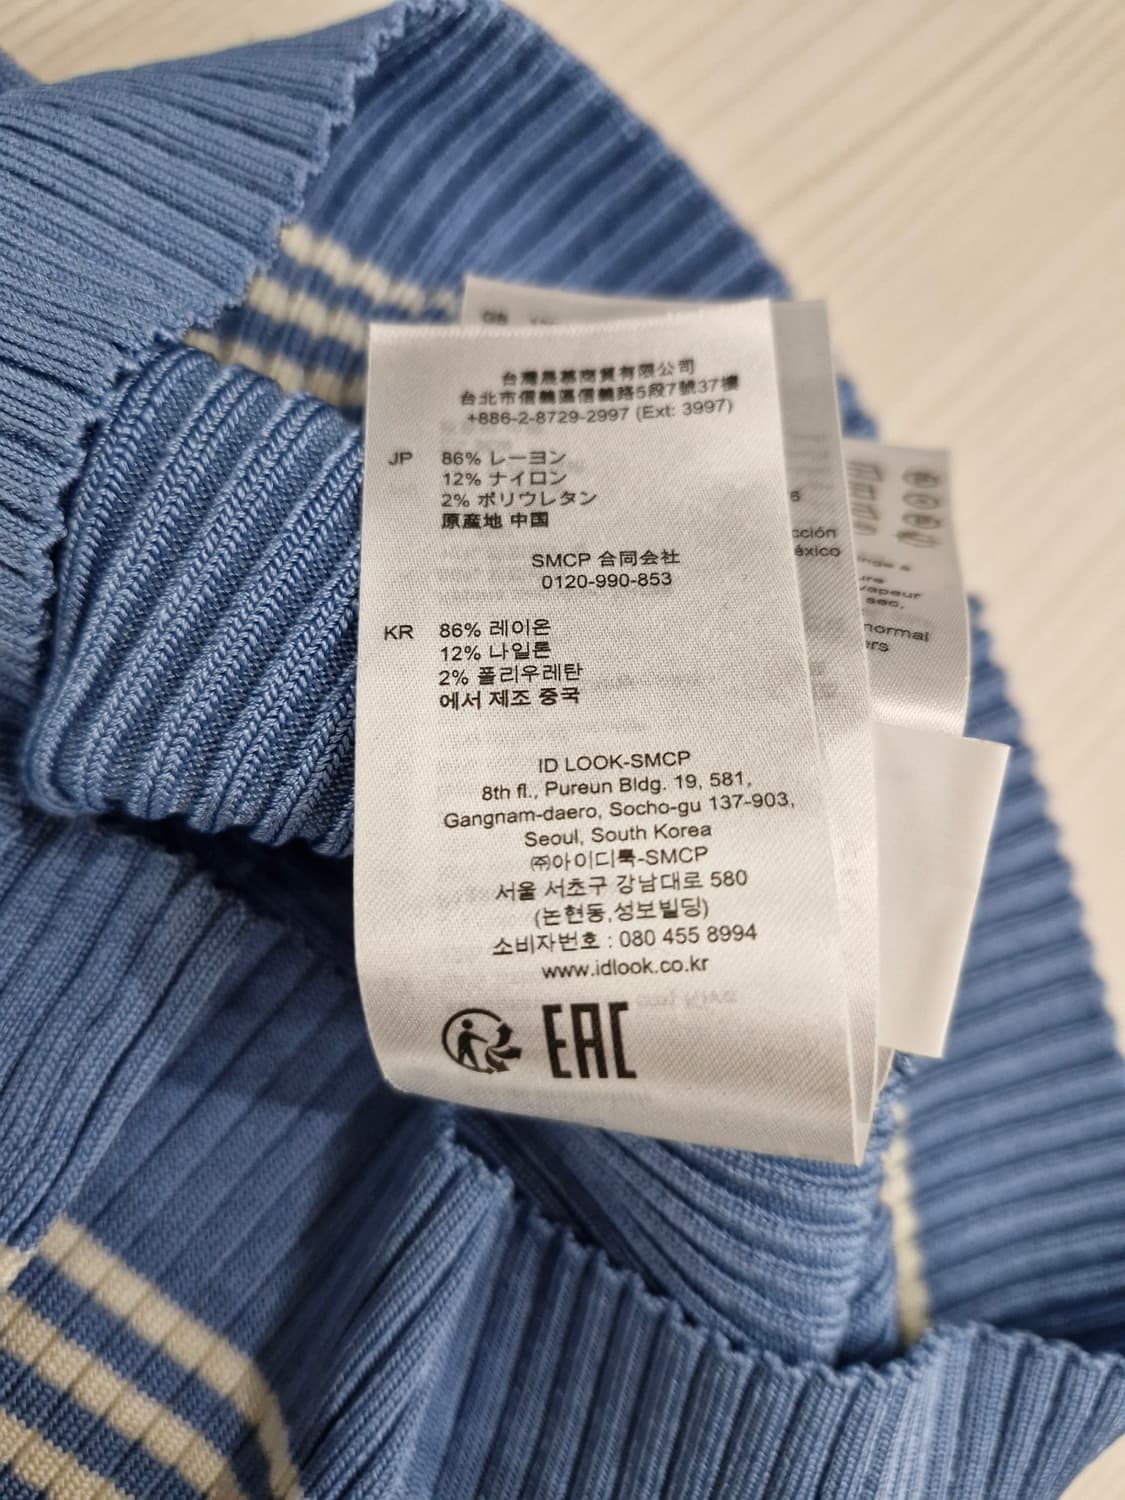 台灣晟慕商貿有限公司
台北市信義區信義路5段7號37樓
+886-2-8729-2997 (Ext: 3997)
JP 86% レーヨン
12% ナイロン
2% ポリウレタン
原産地 中国
SMCP 合同会社
0120-990-853
KR 86% 레이온
12% 나일론
2% 폴리우레탄
에서 제조 중국
ID LOOK-SMCP
8th fl., Pureun Bldg. 19, 581,
Gangnam-daero, Socho-gu 137-903,
Seoul, South Korea
㈜아이디룩-SMCP
서울 서초구 강남대로 580
(논현동,성보빌딩)
소비자번호 : 080 455 8994
www.idlook.co.kr
EAC
cción
éxico
vapeur
sec,
normal
ers